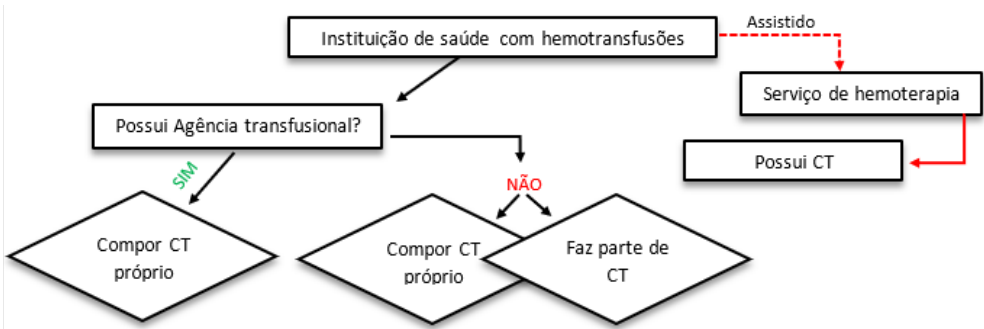 Instituição de saúde com hemotransfusões
Assistido
Serviço de hemoterapia
Possui Agência transfusional?
Possui CT
SIM
NÃO
Compor CT
próprio
Compor CT
próprio
Faz parte de
CT